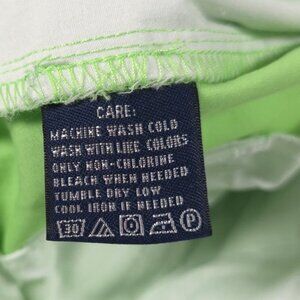 CARE:
MACHINE WASH COLD
WASH WITH LIKE COLORS
ONLY NON-CHLORINE
BLEACH WHEN NEEDED
TUMBLE DRY LOW
COOL IRON IF NEEDED
30 P